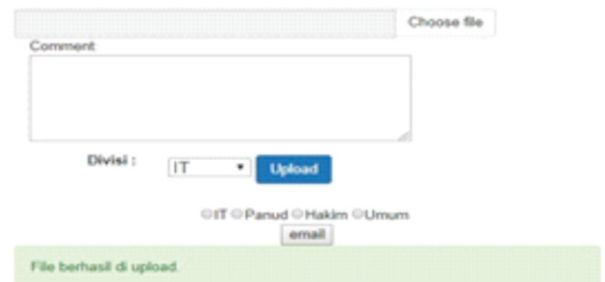 Choose file
Comment
Divisi : IT Upload
IT Panud Hakim Umum
email
File berhasil di upload.